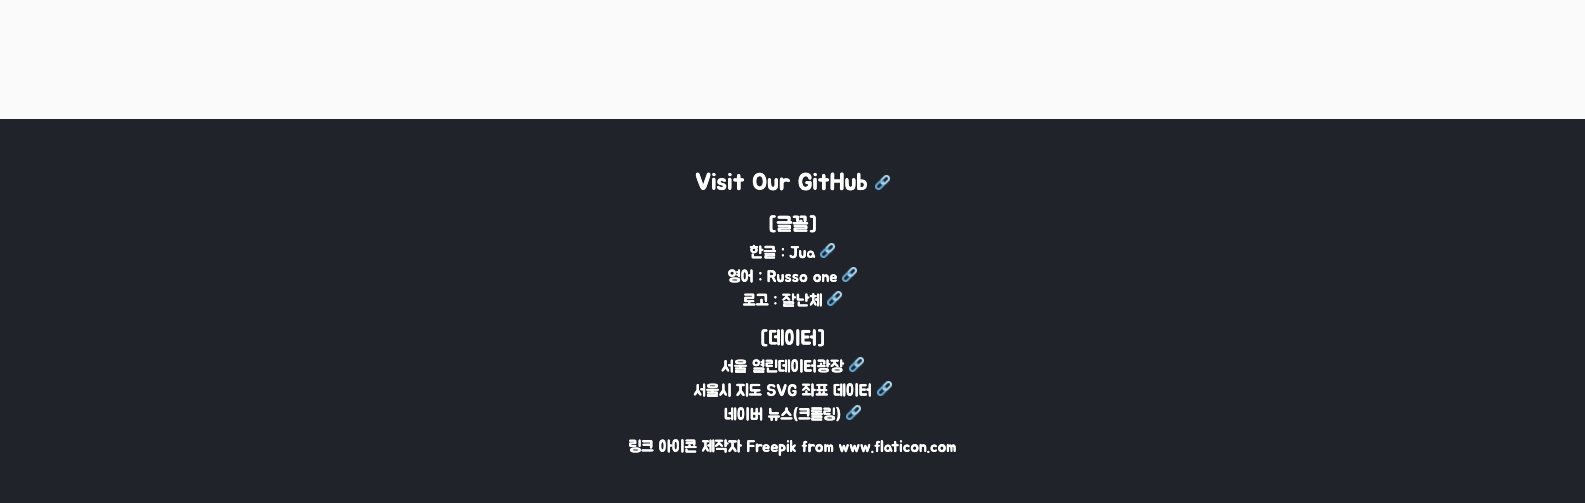 Visit Our GitHub
[글꼴]
한글 : Jua
영어 : Russo one
로고 : 잘난체
[데이터]
서울 열린데이터광장
서울시 지도 SVG 좌표 데이터
네이버 뉴스(크롤링)
링크 아이콘 제작자 Freepik from www.flaticon.com